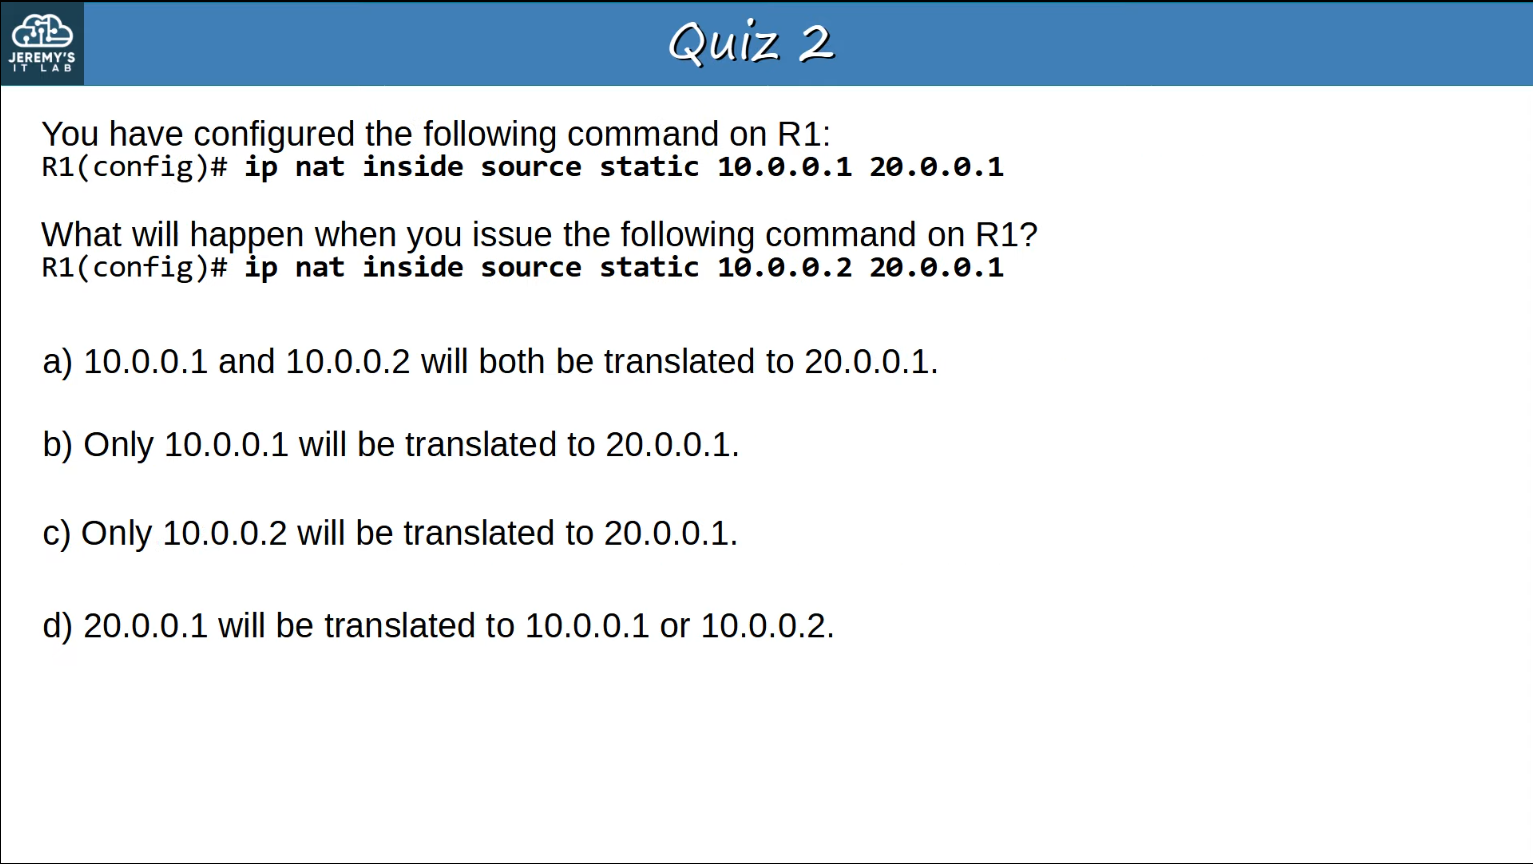 JEREMY'S
IT LAB
Quiz 2
You have configured the following command on R1:
R1(config)# ip nat inside source static 10.0.0.1 20.0.0.1
What will happen when you issue the following command on R1?
R1(config)# ip nat inside source static 10.0.0.2 20.0.0.1
a) 10.0.0.1 and 10.0.0.2 will both be translated to 20.0.0.1.
b) Only 10.0.0.1 will be translated to 20.0.0.1.
c) Only 10.0.0.2 will be translated to 20.0.0.1.
d) 20.0.0.1 will be translated to 10.0.0.1 or 10.0.0.2.